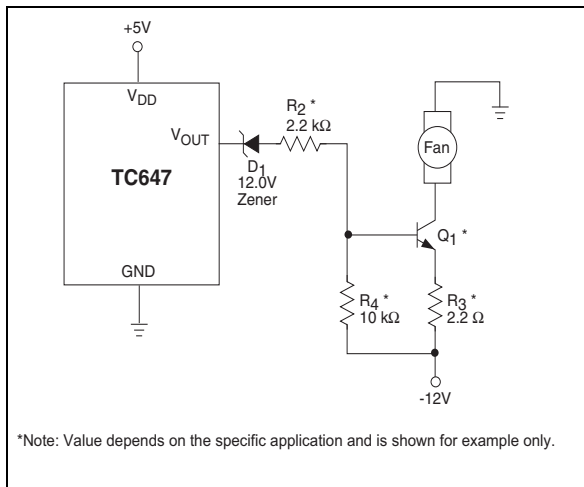 +5V
VDD
R2 *
2.2 kΩ
VOUT
Fan
D1
12.0V
Zener
TC647
Q1 *
GND
R4 *
10 kΩ
R3 *
2.2 Ω
-12V
*Note: Value depends on the specific application and is shown for example only.